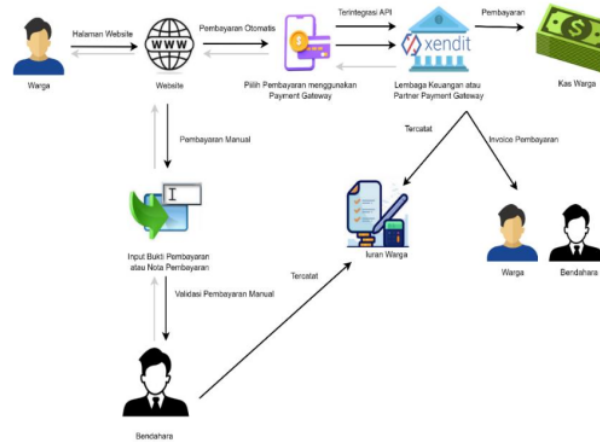 Halaman Website
Pembayaran Otomatis
Terintegrasi API
Pembayaran
WWW
xendit
Warga
Website
Pilih Pembayaran menggunakan
Payment Gateway
Lembaga Keuangan atau
Partner Payment Gateway
Kas Warga
Pembayaran Manual
Tercatat
Invoice Pembayaran
Input Bukti Pembayaran
atau Nota Pembayaran
Iuran Warga
Warga
Bendahara
Validasi Pembayaran Manual
Tercatat
Bendahara